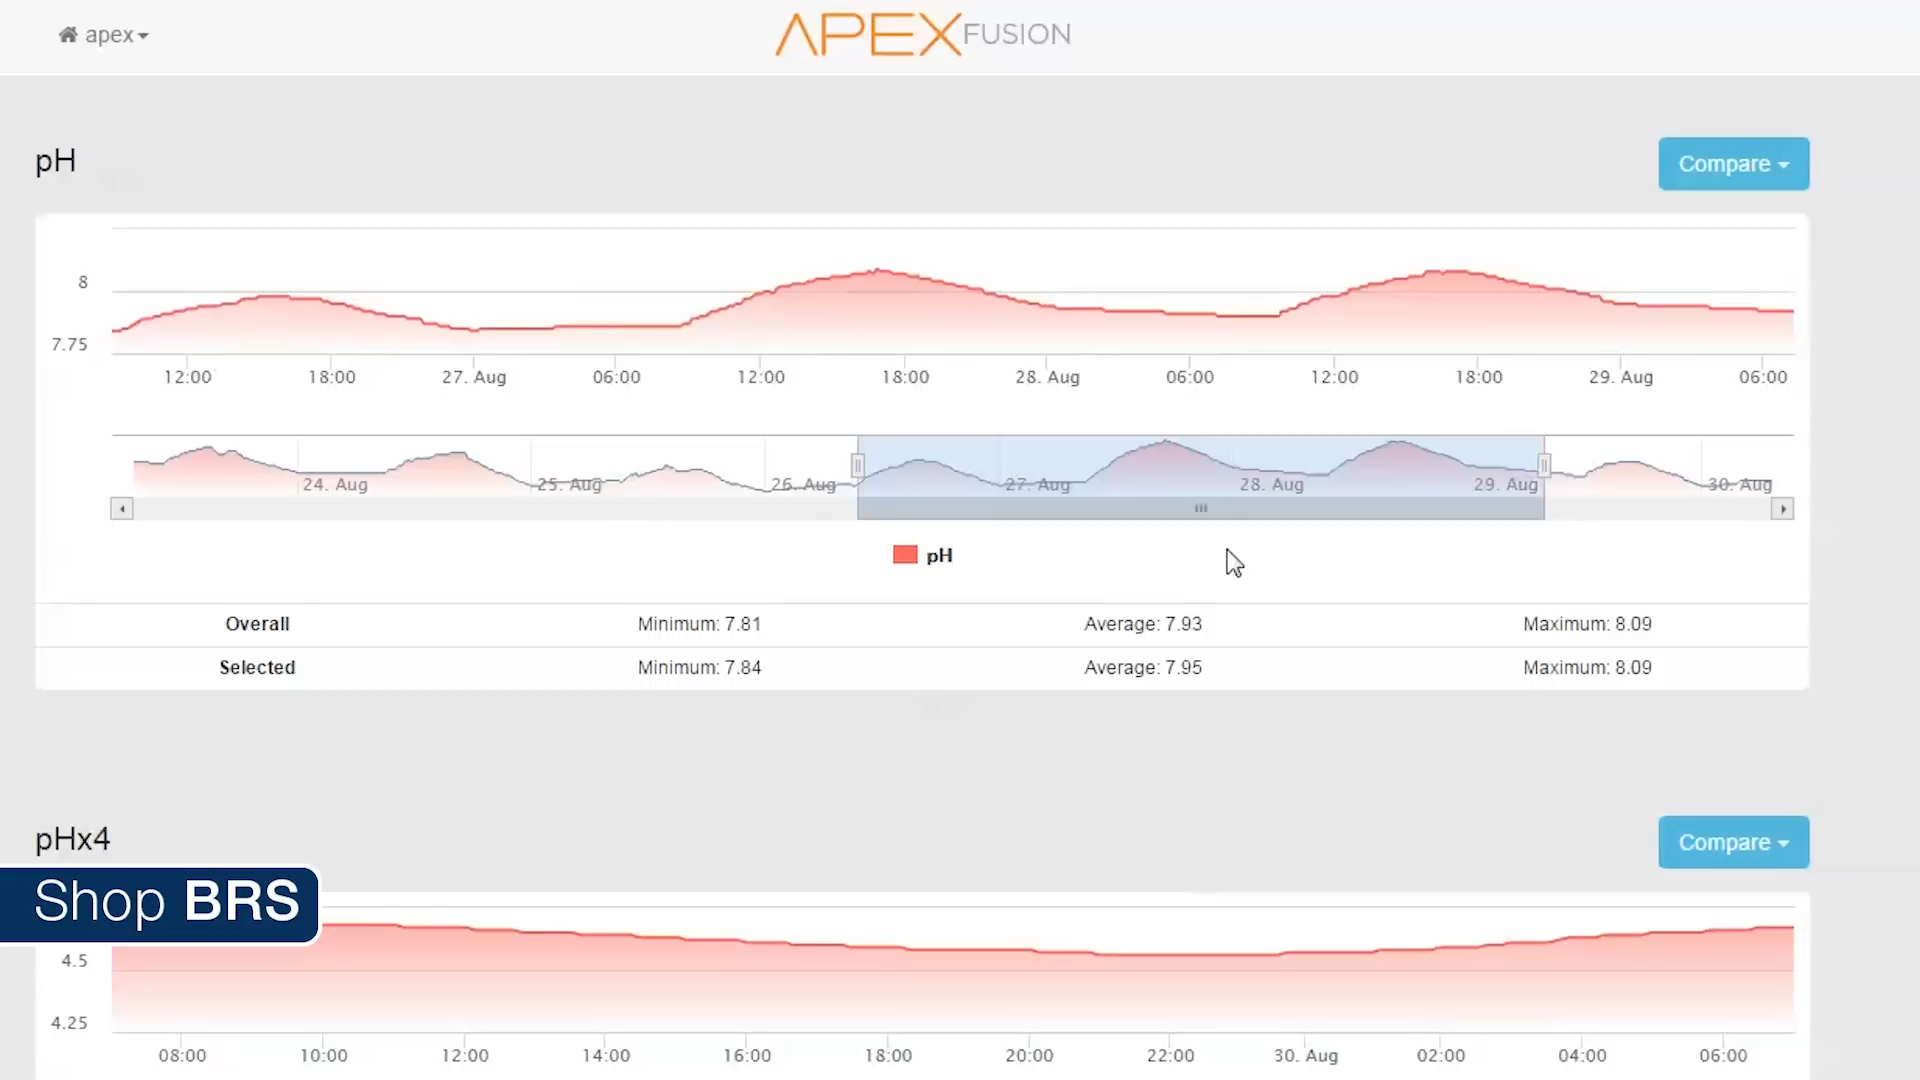 apex
APEX FUSION
pH
Compare
8
7.75
12:00 18:00 27. Aug 06:00 12:00 18:00 28. Aug 06:00 12:00 18:00 29. Aug 06:00
24. Aug 25. Aug 26. Aug 27. Aug 28. Aug 29. Aug 30. Aug
pH
Overall Minimum: 7.81 Average: 7.93 Maximum: 8.09
Selected Minimum: 7.84 Average: 7.95 Maximum: 8.09
pHx4
Compare
Shop BRS
4.5
4.25
08:00 10:00 12:00 14:00 16:00 18:00 20:00 22:00 30. Aug 02:00 04:00 06:00